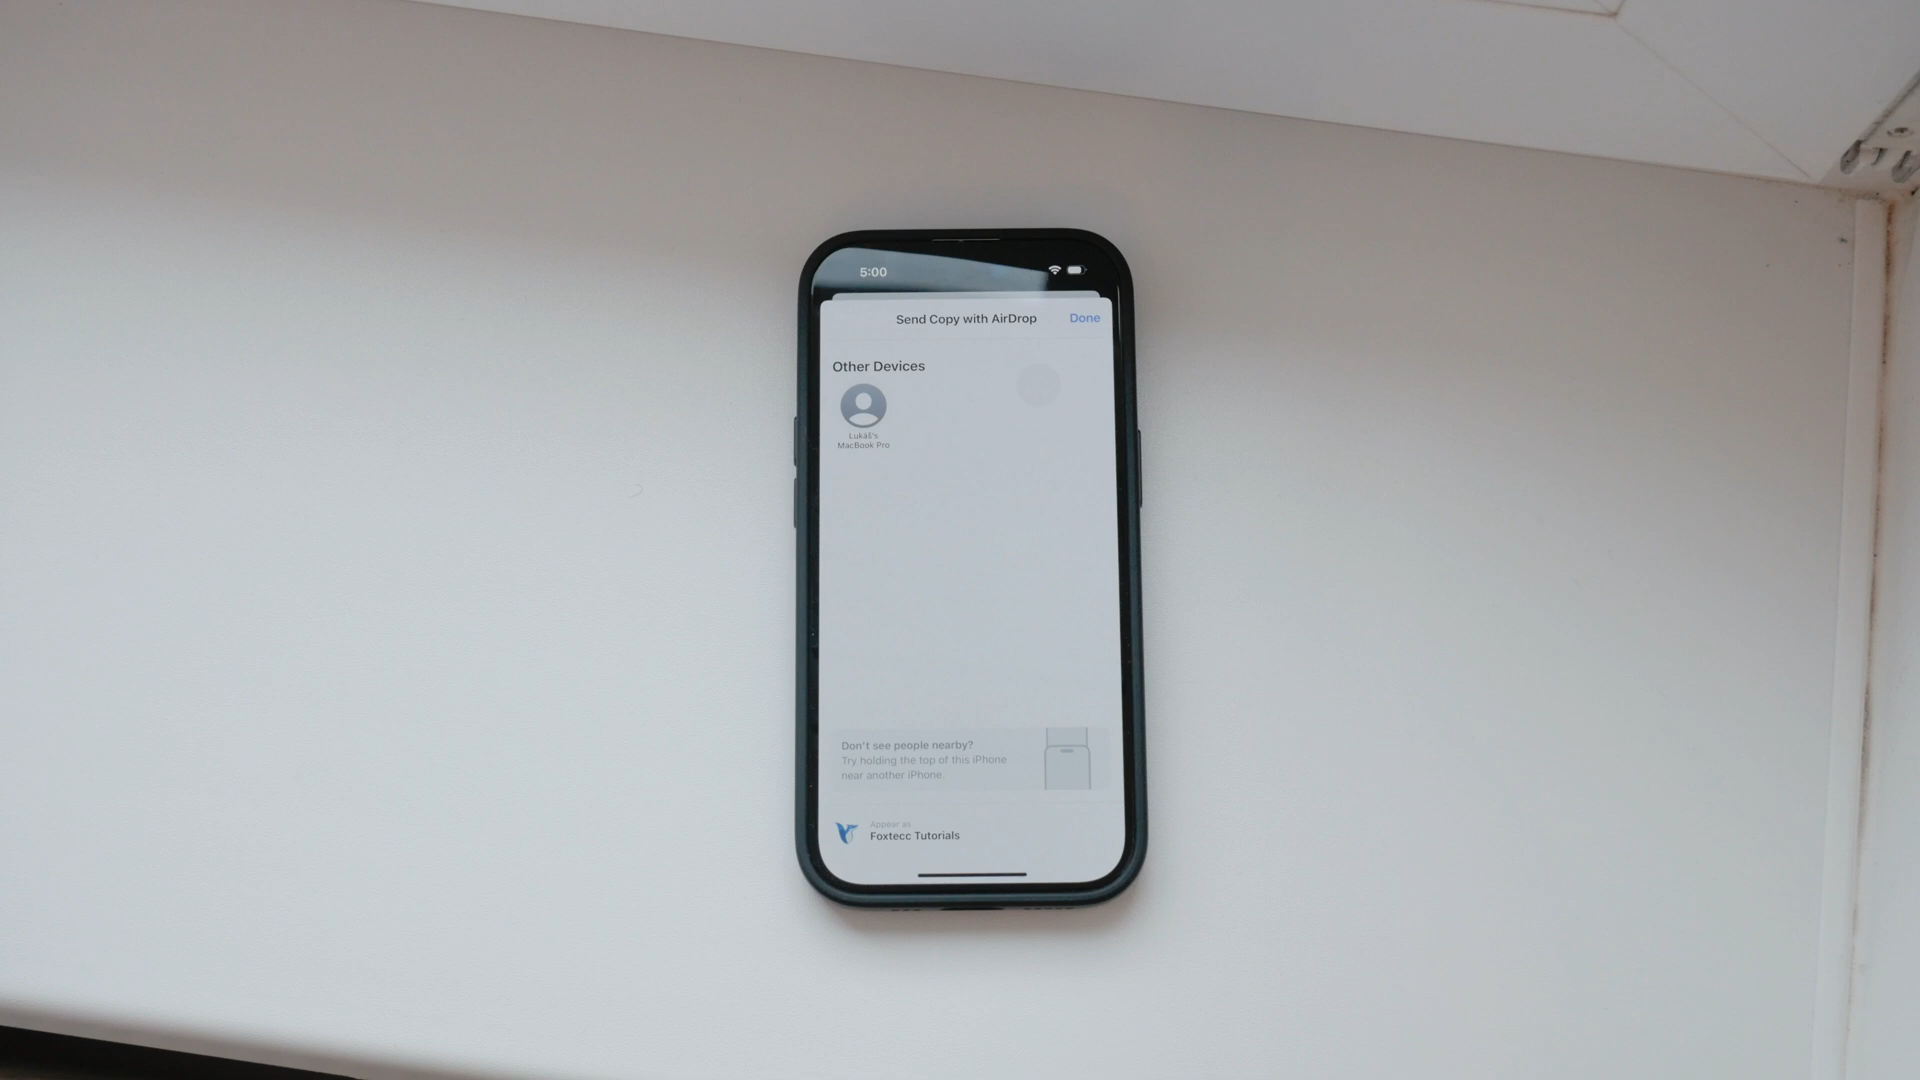 5:00
Send Copy with AirDrop
Done
Other Devices
Lukáš's
MacBook Pro
Don't see people nearby?
Try holding the top of this iPhone
near another iPhone.
Appear as
Foxtecc Tutorials